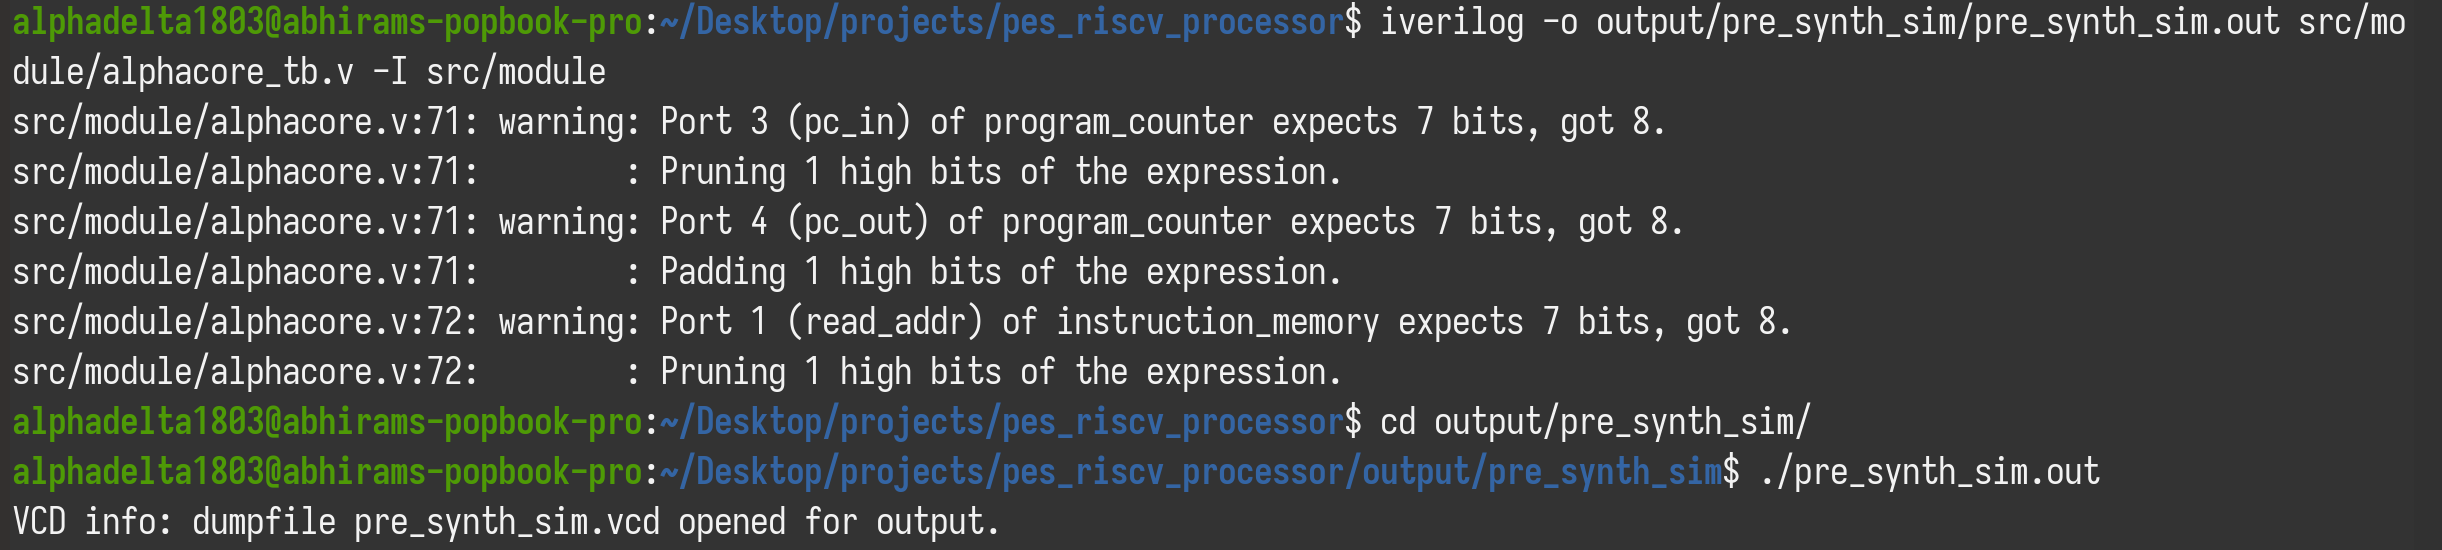 alphadelta1803@abhirams-popbook-pro:~/Desktop/projects/pes_riscv_processor$ iverilog -o output/pre_synth_sim/pre_synth_sim.out src/mo
dule/alphacore_tb.v -I src/module
src/module/alphacore.v:71: warning: Port 3 (pc_in) of program_counter expects 7 bits, got 8.
src/module/alphacore.v:71:        : Pruning 1 high bits of the expression.
src/module/alphacore.v:71: warning: Port 4 (pc_out) of program_counter expects 7 bits, got 8.
src/module/alphacore.v:71:        : Padding 1 high bits of the expression.
src/module/alphacore.v:72: warning: Port 1 (read_addr) of instruction_memory expects 7 bits, got 8.
src/module/alphacore.v:72:        : Pruning 1 high bits of the expression.
alphadelta1803@abhirams-popbook-pro:~/Desktop/projects/pes_riscv_processor$ cd output/pre_synth_sim/
alphadelta1803@abhirams-popbook-pro:~/Desktop/projects/pes_riscv_processor/output/pre_synth_sim$ ./pre_synth_sim.out
VCD info: dumpfile pre_synth_sim.vcd opened for output.